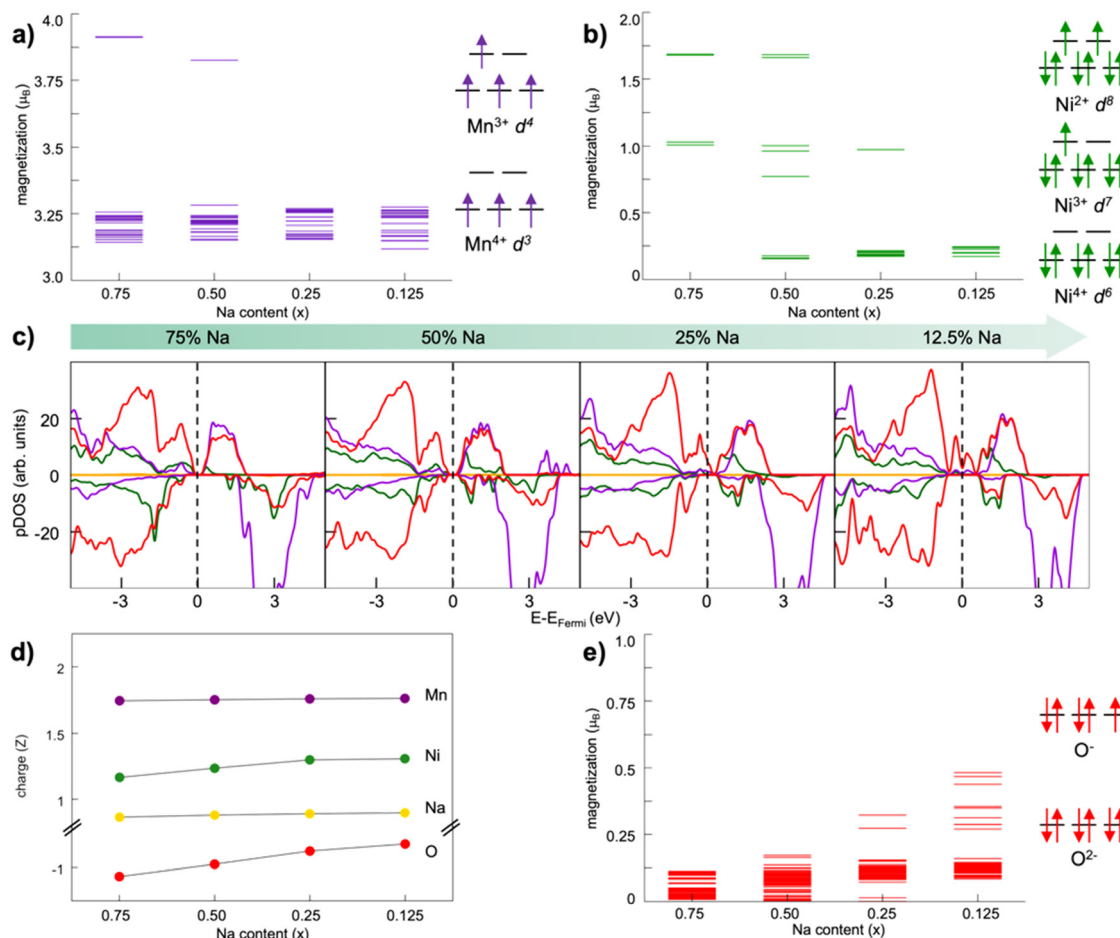 a)
magnetization (μB)
4.0
3.75
3.5
3.25
3.0
0.75 0.50 0.25 0.125
Na content (x)
Mn3+ d4
Mn4+ d3
b)
magnetization (μB)
2.0
1.5
1.0
0.5
0
0.75 0.50 0.25 0.125
Na content (x)
Ni2+ d8
Ni3+ d7
Ni4+ d6
c)
75% Na 50% Na 25% Na 12.5% Na
pDOS (arb. units)
20
0
-20
-3 0 3 -3 0 3 -3 0 3 -3 0 3
E-EFermi (eV)
d)
charge (Z)
2
1.5
1
-1
Mn
Ni
Na
O
0.75 0.50 0.25 0.125
Na content (x)
e)
magnetization (μB)
1.0
0.75
0.5
0.25
0
0.75 0.50 0.25 0.125
Na content (x)
O-
O2-